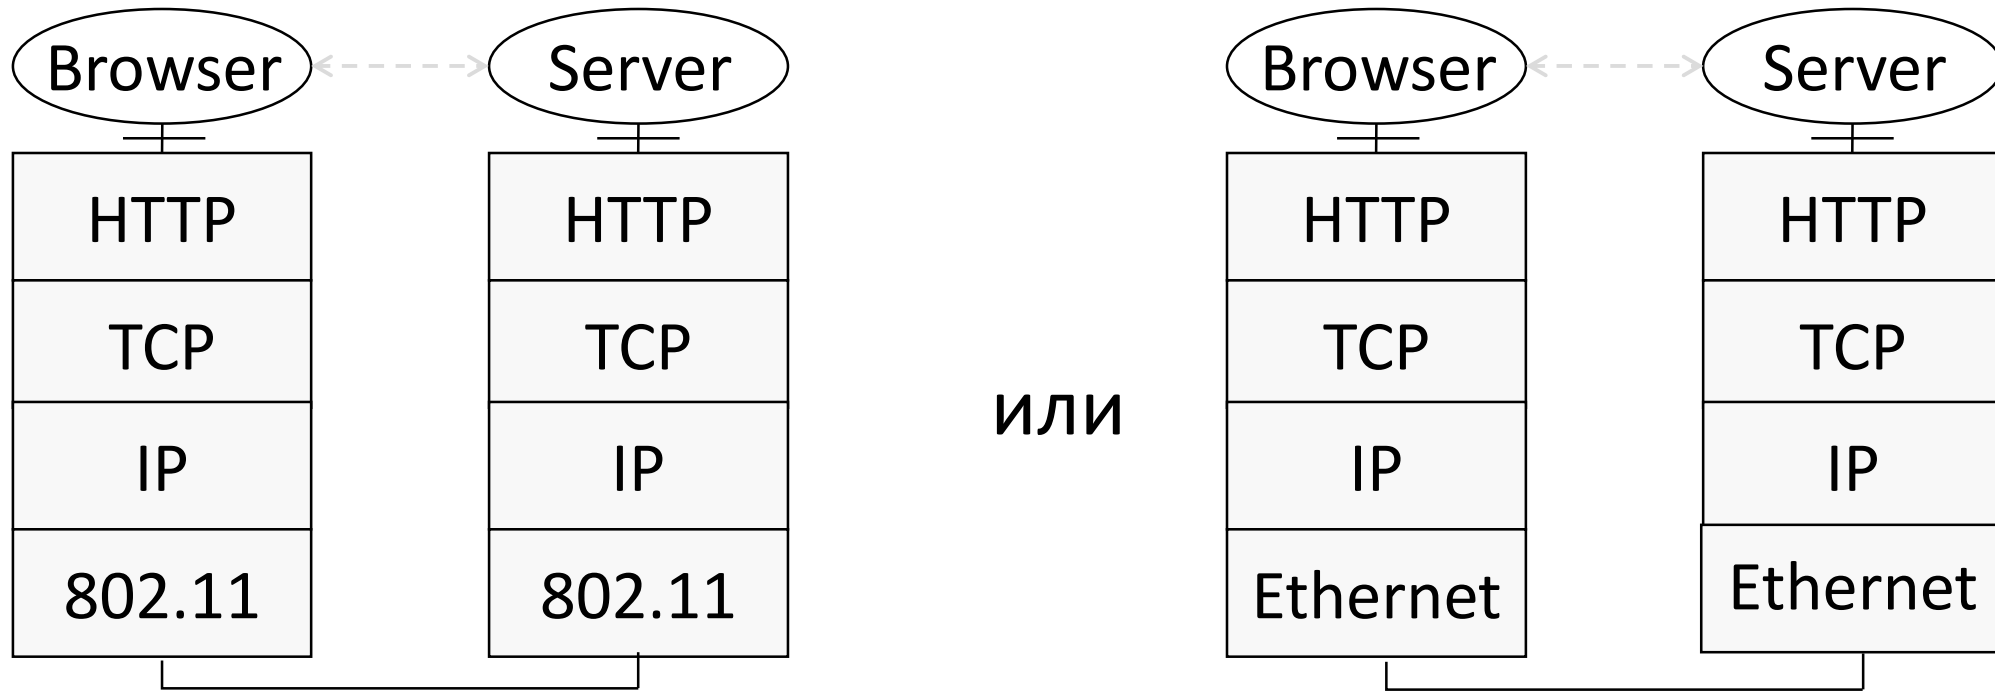 Browser Server Browser Server
HTTP HTTP HTTP HTTP
TCP TCP TCP TCP
или
IP IP IP IP
802.11 802.11 Ethernet Ethernet